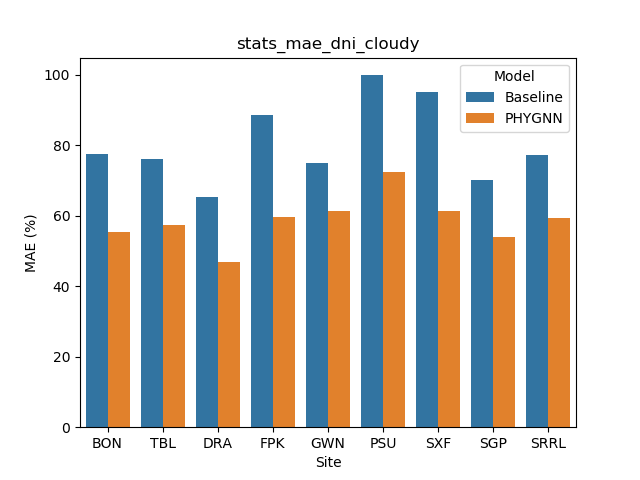 stats_mae_dni_cloudy
Model
Baseline
PHYGNN
MAE (%)
100
80
60
40
20
0
BON TBL DRA FPK GWN PSU SXF SGP SRRL
Site